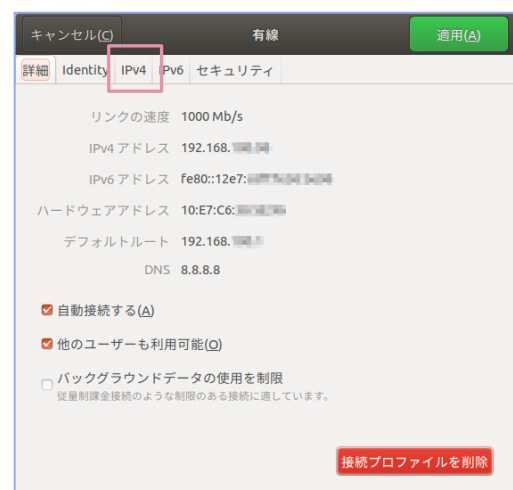 キャンセル(C) 有線 適用(A)
詳細 Identity IPv4 IPv6 セキュリティ
リンクの速度 1000 Mb/s
IPv4 アドレス 192.168.
IPv6 アドレス fe80::12e7:
ハードウェアアドレス 10:E7:C6:
デフォルトルート 192.168.
DNS 8.8.8.8
自動接続する(A)
他のユーザーも利用可能(O)
バックグラウンドデータの使用を制限
従量制課金接続のような制限のある接続に適しています。
接続プロファイルを削除